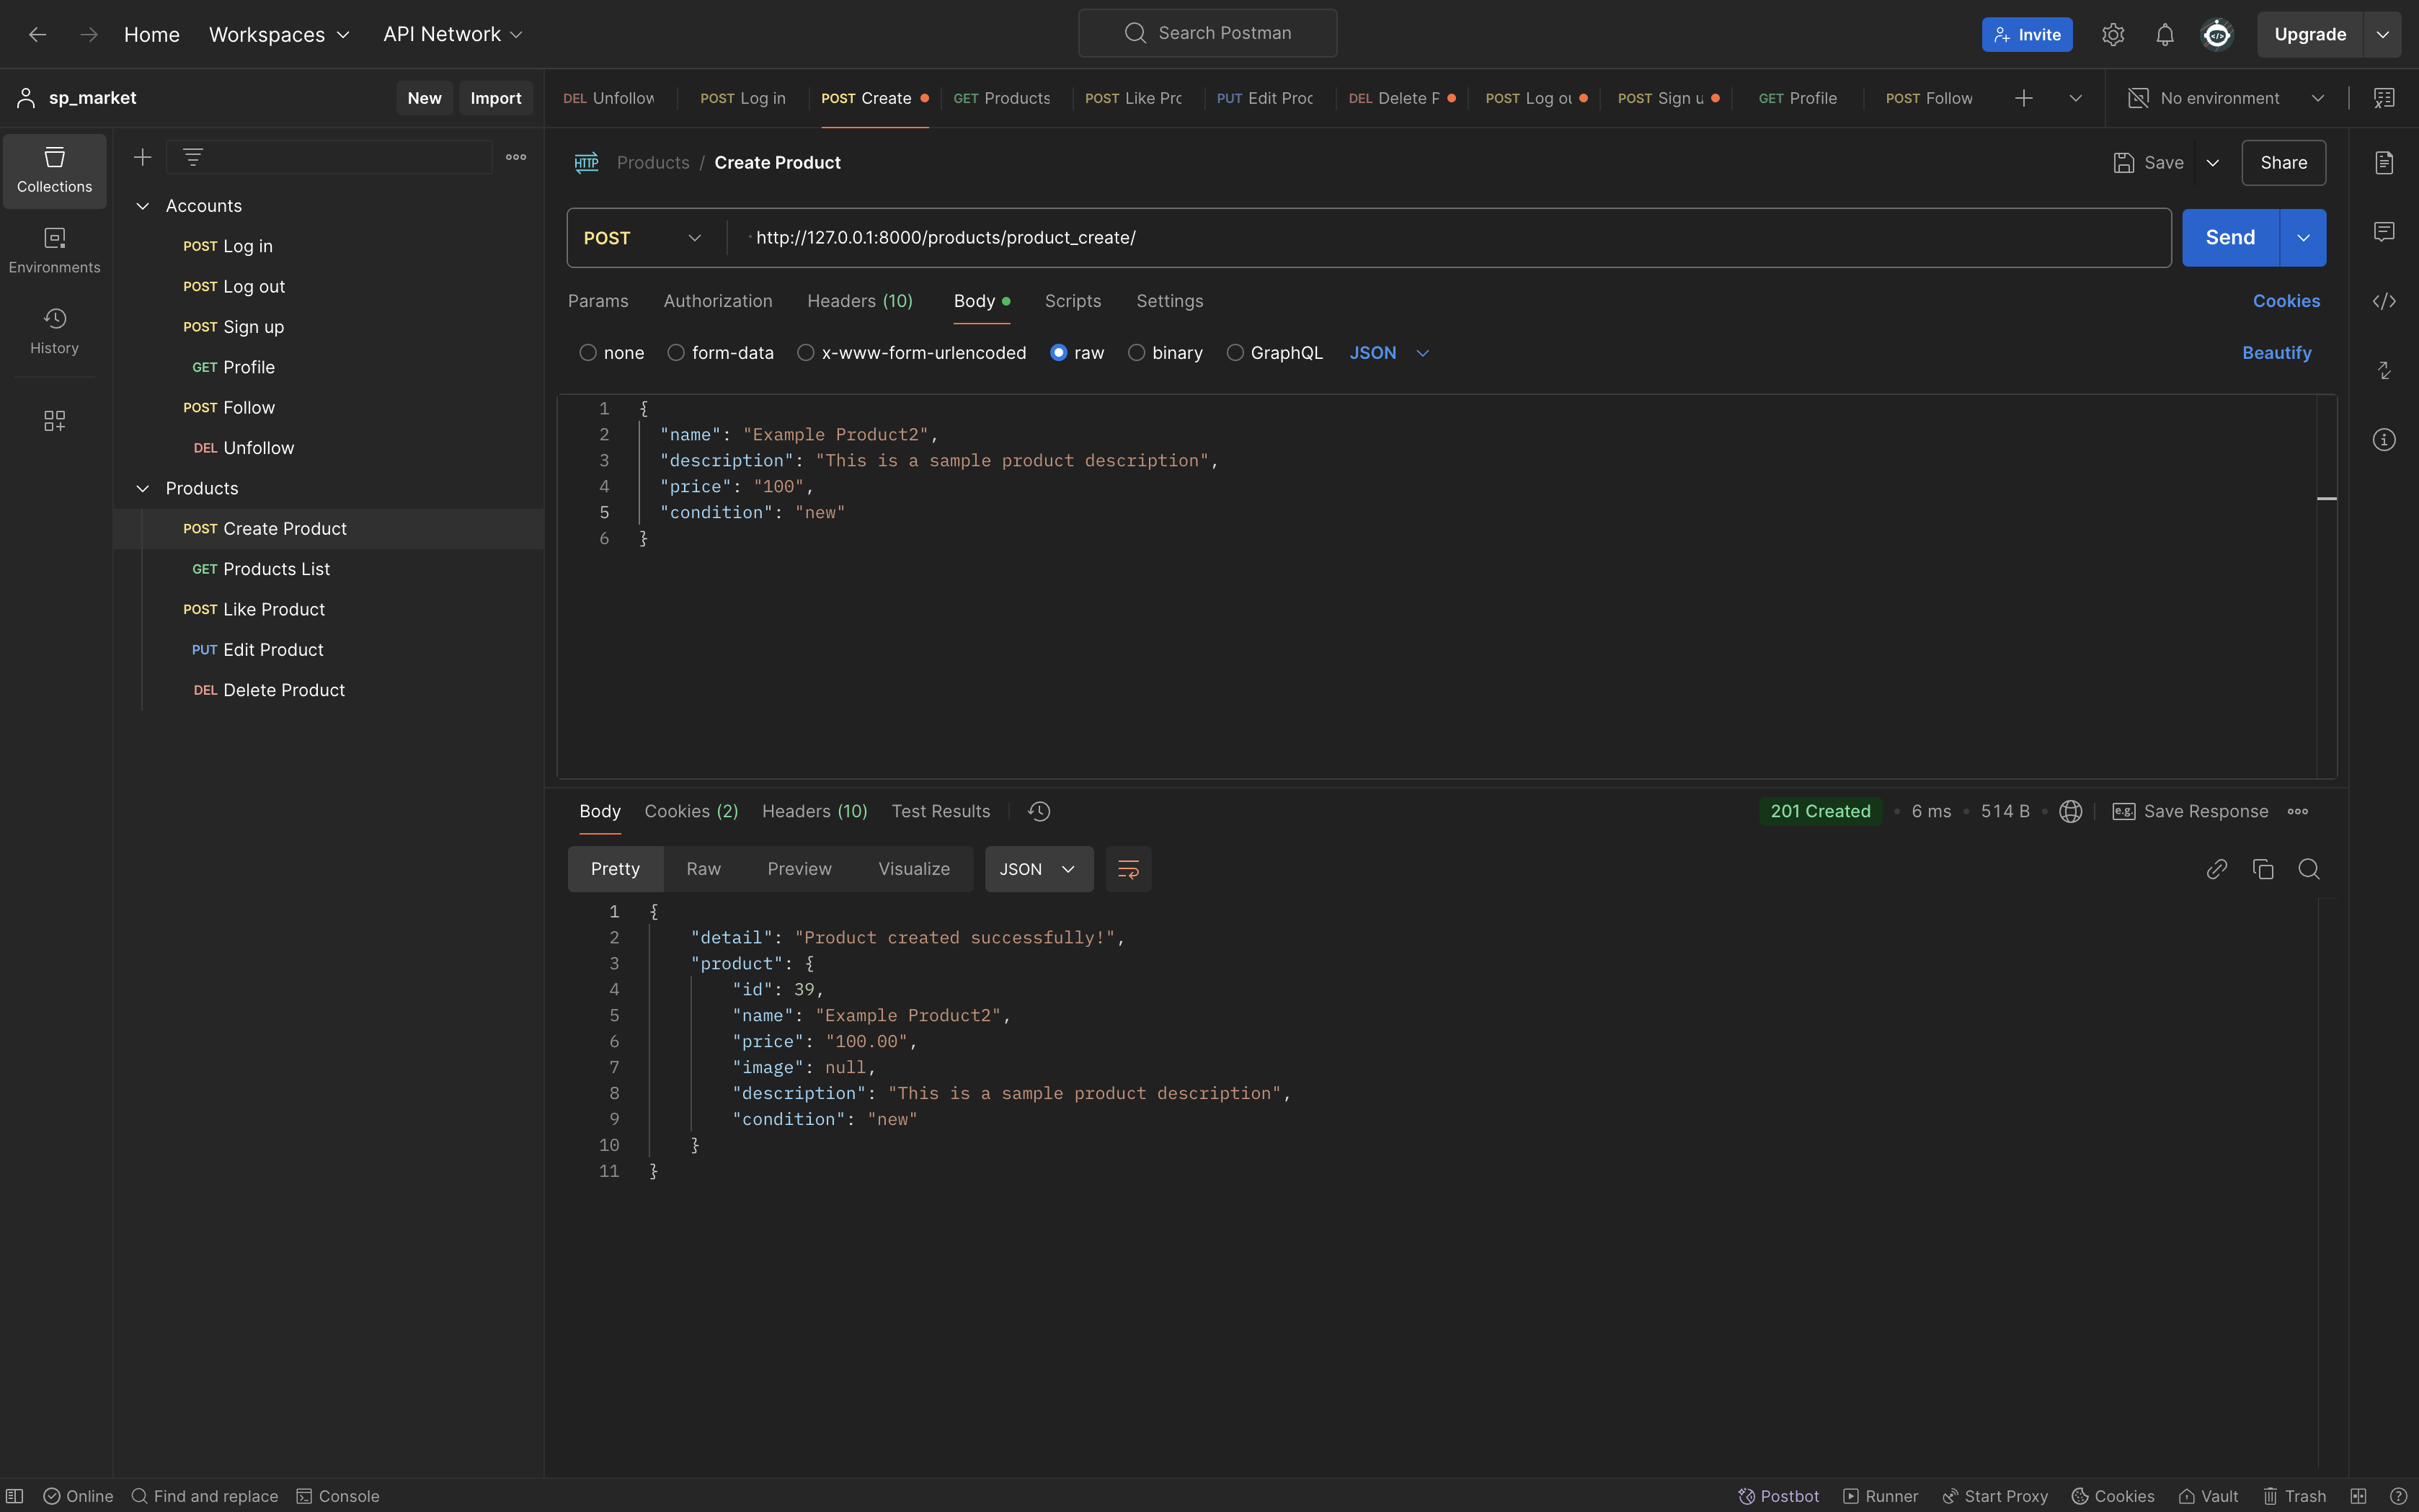 Home Workspaces API Network Search Postman Invite Upgrade
sp_market New Import DEL Unfollow POST Log in POST Create GET Products POST Like Pro PUT Edit Proc DEL Delete P POST Log ou POST Sign u GET Profile POST Follow No environment
Collections
Environments
History
Accounts
POST Log in
POST Log out
POST Sign up
GET Profile
POST Follow
DEL Unfollow
Products
POST Create Product
GET Products List
POST Like Product
PUT Edit Product
DEL Delete Product
HTTP Products / Create Product Save Share
POST http://127.0.0.1:8000/products/product_create/ Send
Params Authorization Headers (10) Body Scripts Settings Cookies
none form-data x-www-form-urlencoded raw binary GraphQL JSON Beautify
1 {
2 "name": "Example Product2",
3 "description": "This is a sample product description",
4 "price": "100",
5 "condition": "new"
6 }
Body Cookies (2) Headers (10) Test Results 201 Created 6 ms 514 B e.g. Save Response
Pretty Raw Preview Visualize JSON
1 {
2 "detail": "Product created successfully!",
3 "product": {
4 "id": 39,
5 "name": "Example Product2",
6 "price": "100.00",
7 "image": null,
8 "description": "This is a sample product description",
9 "condition": "new"
10 }
11 }
Online Find and replace Console Postbot Runner Start Proxy Cookies Vault Trash